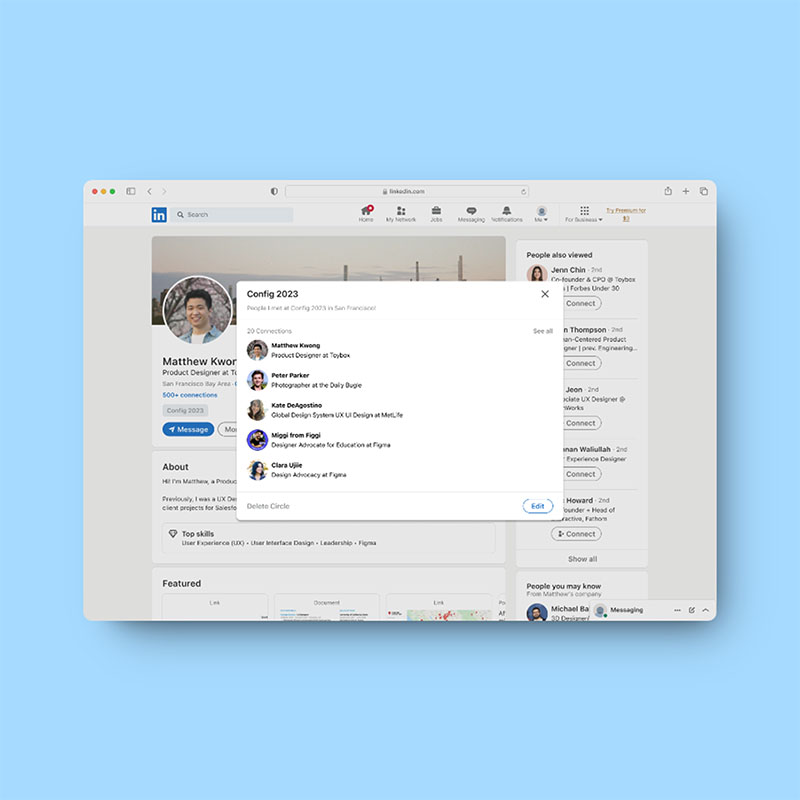 linkedin.com
in
Search
Home
My Network
Jobs
Messaging
Notifications
Me
For Business
Try Premium for
$0
Matthew Kwon
Product Designer at To
San Francisco Bay Area
500+ connections
Config 2023
Message
Mo
Config 2023
People I met at Config 2023 in San Francisco!
20 Connections
See all
Matthew Kwong
Product Designer at Toybox
Peter Parker
Photographer at the Daily Bugle
Kate DeAgostino
Global Design System UX UI Design at MetLife
Miggi from Figgi
Designer Advocate for Education at Figma
Clara Ujiie
Design Advocacy at Figma
Delete Circle
Edit
People also viewed
Jenn Chin · 2nd
Co-founder & CPO @ Toybox
| Forbes Under 30
Connect
n Thompson · 2nd
an-Centered Product
gner | prev. Engineering...
Connect
Jeon · 2nd
ciate UX Designer @
Works
Connect
nan Waliullah · 2nd
Experience Designer
Connect
Howard · 2nd
ounder + Head of
ractive, Fathom
Connect
Show all
About
Hi! I'm Matthew, a Produc
Previously, I was a UX Des
client projects for Salesfo
Top skills
User Experience (UX) • User Interface Design • Leadership • Figma
Featured
Link
Document
Link
Po
People you may know
From Matthew's company
Michael Ba
3D Designer
Messaging